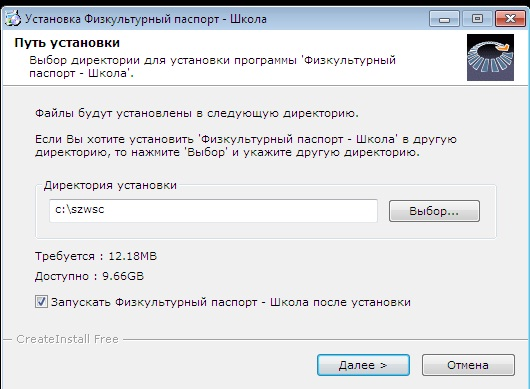 Установка Физкультурный паспорт - Школа
Путь установки
Выбор директории для установки программы 'Физкультурный
паспорт - Школа'.
Файлы будут установлены в следующую директорию.
Если Вы хотите установить 'Физкультурный паспорт - Школа' в другую
директорию, то нажмите 'Выбор' и укажите другую директорию.
Директория установки
c:\szwsc
Выбор...
Требуется : 12.18MB
Доступно : 9.66GB
Запускать Физкультурный паспорт - Школа после установки
CreateInstall Free
Далее >
Отмена